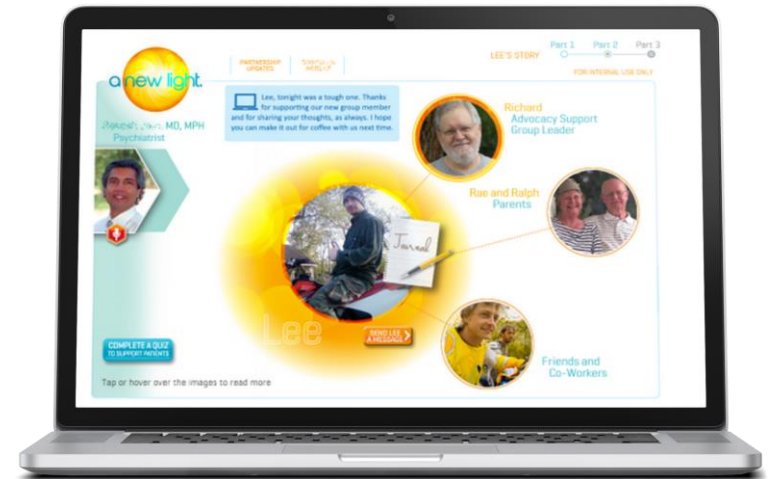 a new light.
PARTNERSHIP
UPDATES
LEE'S STORY
Part 1 Part 2 Part 3
FOR INTERNAL USE ONLY
MD, MPH
Psychiatrist
Lee, tonight was a tough one. Thanks
for supporting our new group member
and for sharing your thoughts, as always. I hope
you can make it out for coffee with us next time.
Richard
Advocacy Support
Group Leader
Rae and Ralph
Parents
Journal
Lee
SEND LEE
A MESSAGE
Friends and
Co-Workers
COMPLETE A QUIZ
TO SUPPORT PATIENTS
Tap or hover over the images to read more